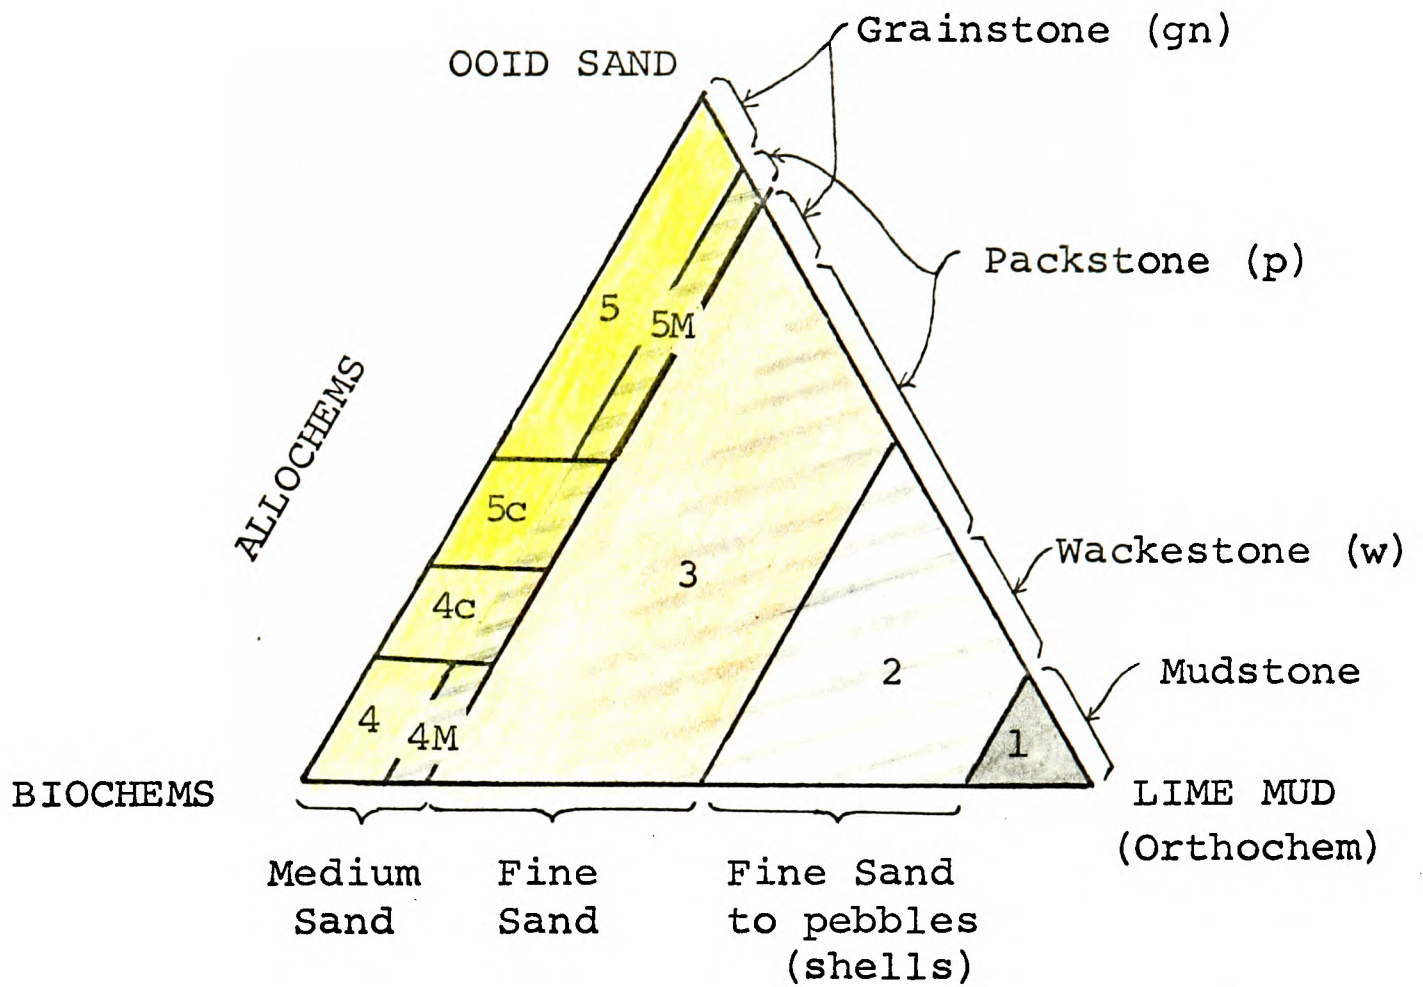 Grainstone (gn)
OOID SAND
Packstone (p)
5
5M
ALLOCHEMS
5c
Wackestone (w)
3
4c
2
Mudstone
4
4M
1
BIOCHEMS
LIME MUD
(Orthochem)
Medium
Sand
Fine
Sand
Fine Sand
to pebbles
(shells)